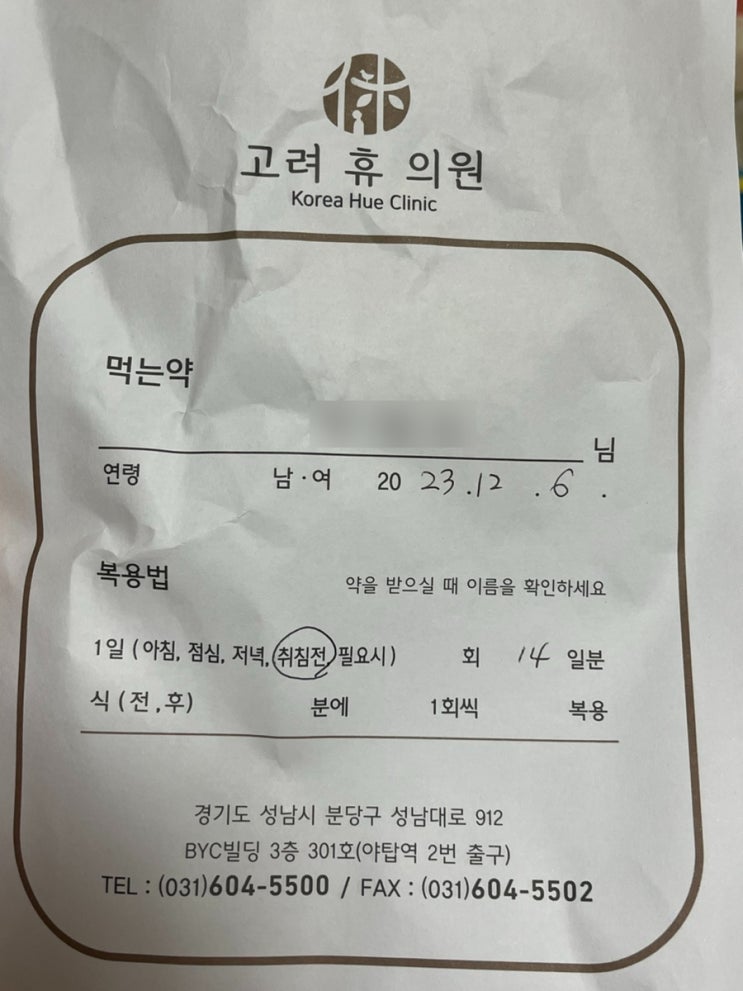 고려 휴 의원
Korea Hue Clinic
먹는약
님
연령 남·여 20 23.12 .6 .
복용법 약을 받으실 때 이름을 확인하세요
1일 (아침, 점심, 저녁, 취침전, 필요시) 회 14 일분
식 (전,후) 분에 1회씩 복용
경기도 성남시 분당구 성남대로 912
BYC빌딩 3층 301호(야탑역 2번 출구)
TEL : (031)604-5500 / FAX : (031)604-5502